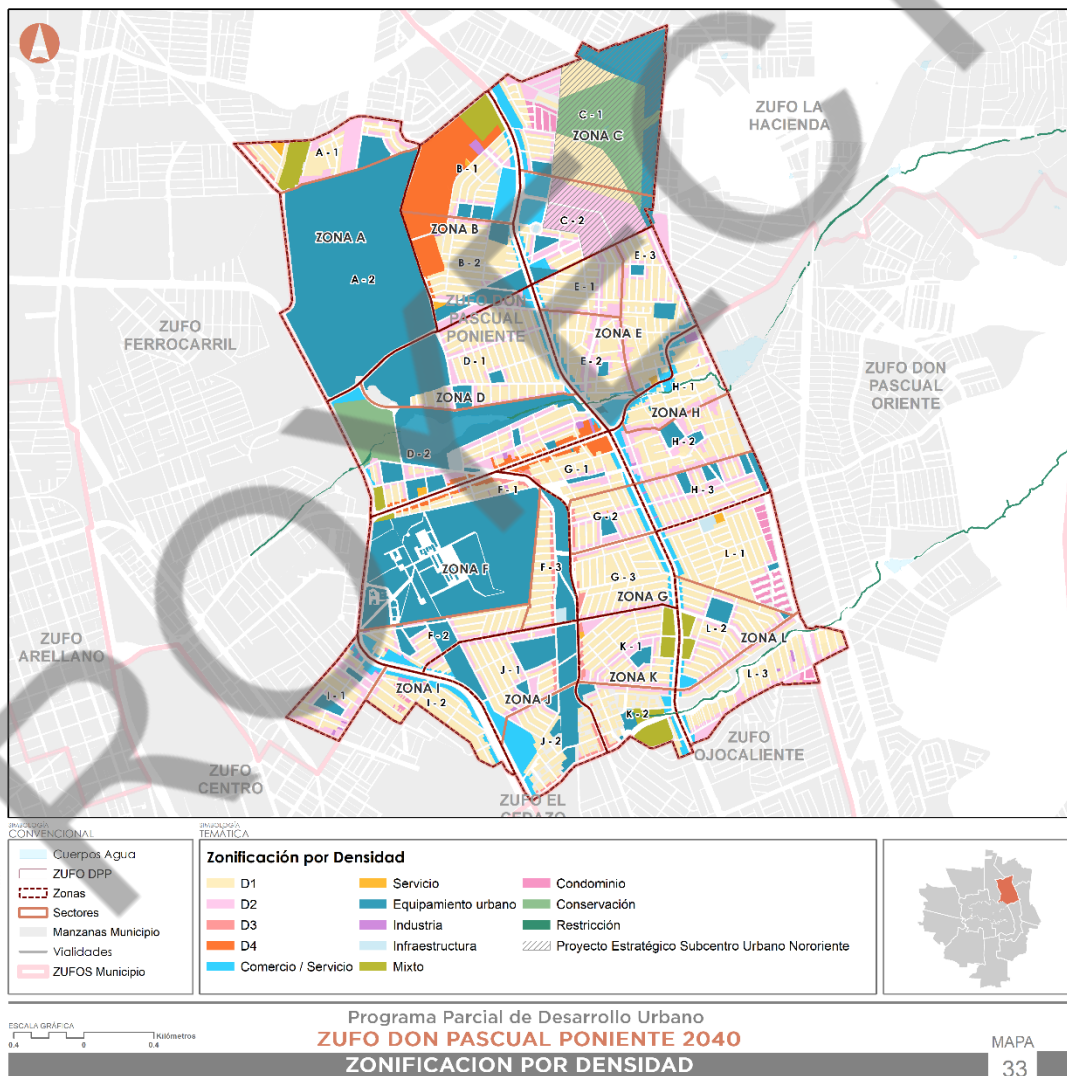 ZUFO LA
HACIENDA
C - 1
ZONA C
A - 1
B - 1
C - 2
ZONA B
ZONA A
B - 2
E - 3
A - 2
E - 1
ZUFO DON
PASCUAL
PONIENTE
ZUFO
FERROCARRIL
ZONA E
D - 1
E - 2
ZUFO DON
PASCUAL
ORIENTE
H - 1
ZONA D
ZONA H
H - 2
D - 2
G - 1
F - 1
H - 3
G - 2
L - 1
ZONA F
F - 3
G - 3
ZONA G
F - 2
L - 2
ZONA L
ZUFO
ARELLANO
K - 1
J - 1
L - 3
ZONA K
ZONA I
I - 1
I - 2
ZONA J
K - 2
J - 2
ZUFO
OJOCALIENTE
ZUFO
CENTRO
ZUFO EL
CEDAZO
SIMBOLOGÍA
CONVENCIONAL
Cuerpos Agua
ZUFO DPP
Zonas
Sectores
Manzanas Municipio
Vialidades
ZUFOS Municipio
SIMBOLOGÍA
TEMATICA
Zonificación por Densidad
D1
D2
D3
D4
Comercio / Servicio
Servicio
Equipamiento urbano
Industria
Infraestructura
Mixto
Condominio
Conservación
Restricción
Proyecto Estratégico Subcentro Urbano Nororiente
ESCALA GRÁFICA
Kilómetros
0.4 0 0.4
Programa Parcial de Desarrollo Urbano
ZUFO DON PASCUAL PONIENTE 2040
ZONIFICACION POR DENSIDAD
MAPA
33